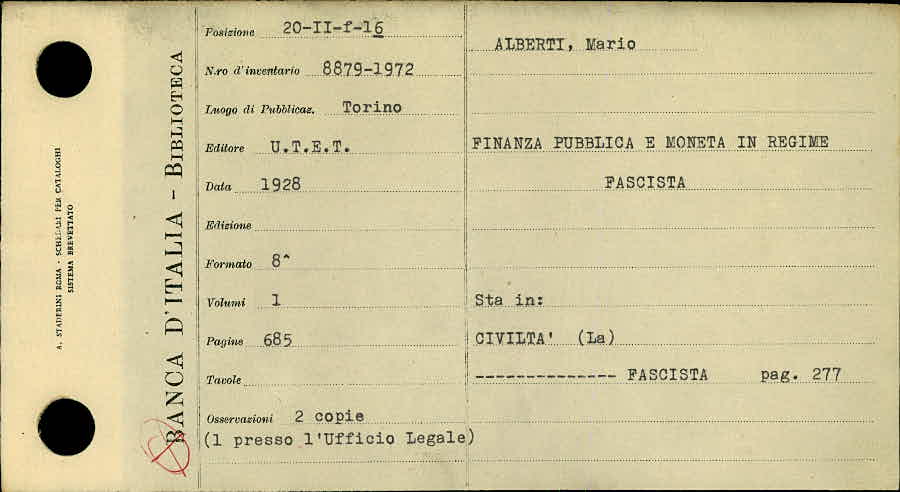 A. STADERINI ROMA - SCHEDARI PER CATALOGHI
SISTEMA BREVETTATO
BANCA D'ITALIA - BIBLIOTECA
Posizione 20-II-f-16
N.ro d'inventario 8879-1972
Luogo di Pubblicaz. Torino
Editore U.T.E.T.
Data 1928
Edizione
Formato 8^
Volumi 1
Pagine 685
Tavole
Osservazioni 2 copie
(1 presso l'Ufficio Legale)
ALBERTI, Mario
FINANZA PUBBLICA E MONETA IN REGIME
FASCISTA
Sta in:
CIVILTA' (La)
-------------- FASCISTA pag. 277